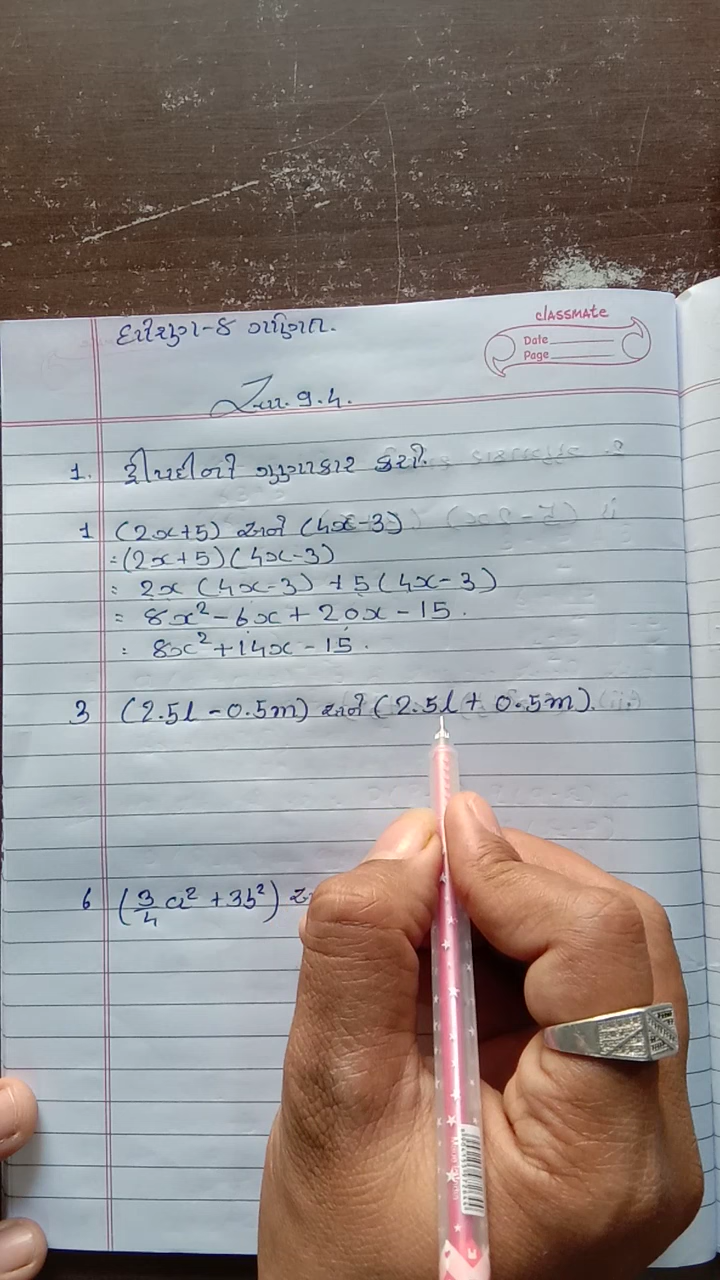 ધોરણ-8 ગણિત.
CLASSMATE
Date
Page
સ્વા. 9.4.
1. દ્વીપદીનો ગુણાકાર કરો.
1 (2x+5) અને (4x-3)
=(2x+5)(4x-3)
= 2x(4x-3)+5(4x-3)
= 8x²-6x+20x-15.
= 8x²+14x-15.
3 (2.5l-0.5m) અને (2.5l+0.5m).
6 (3/4 a²+3b²)